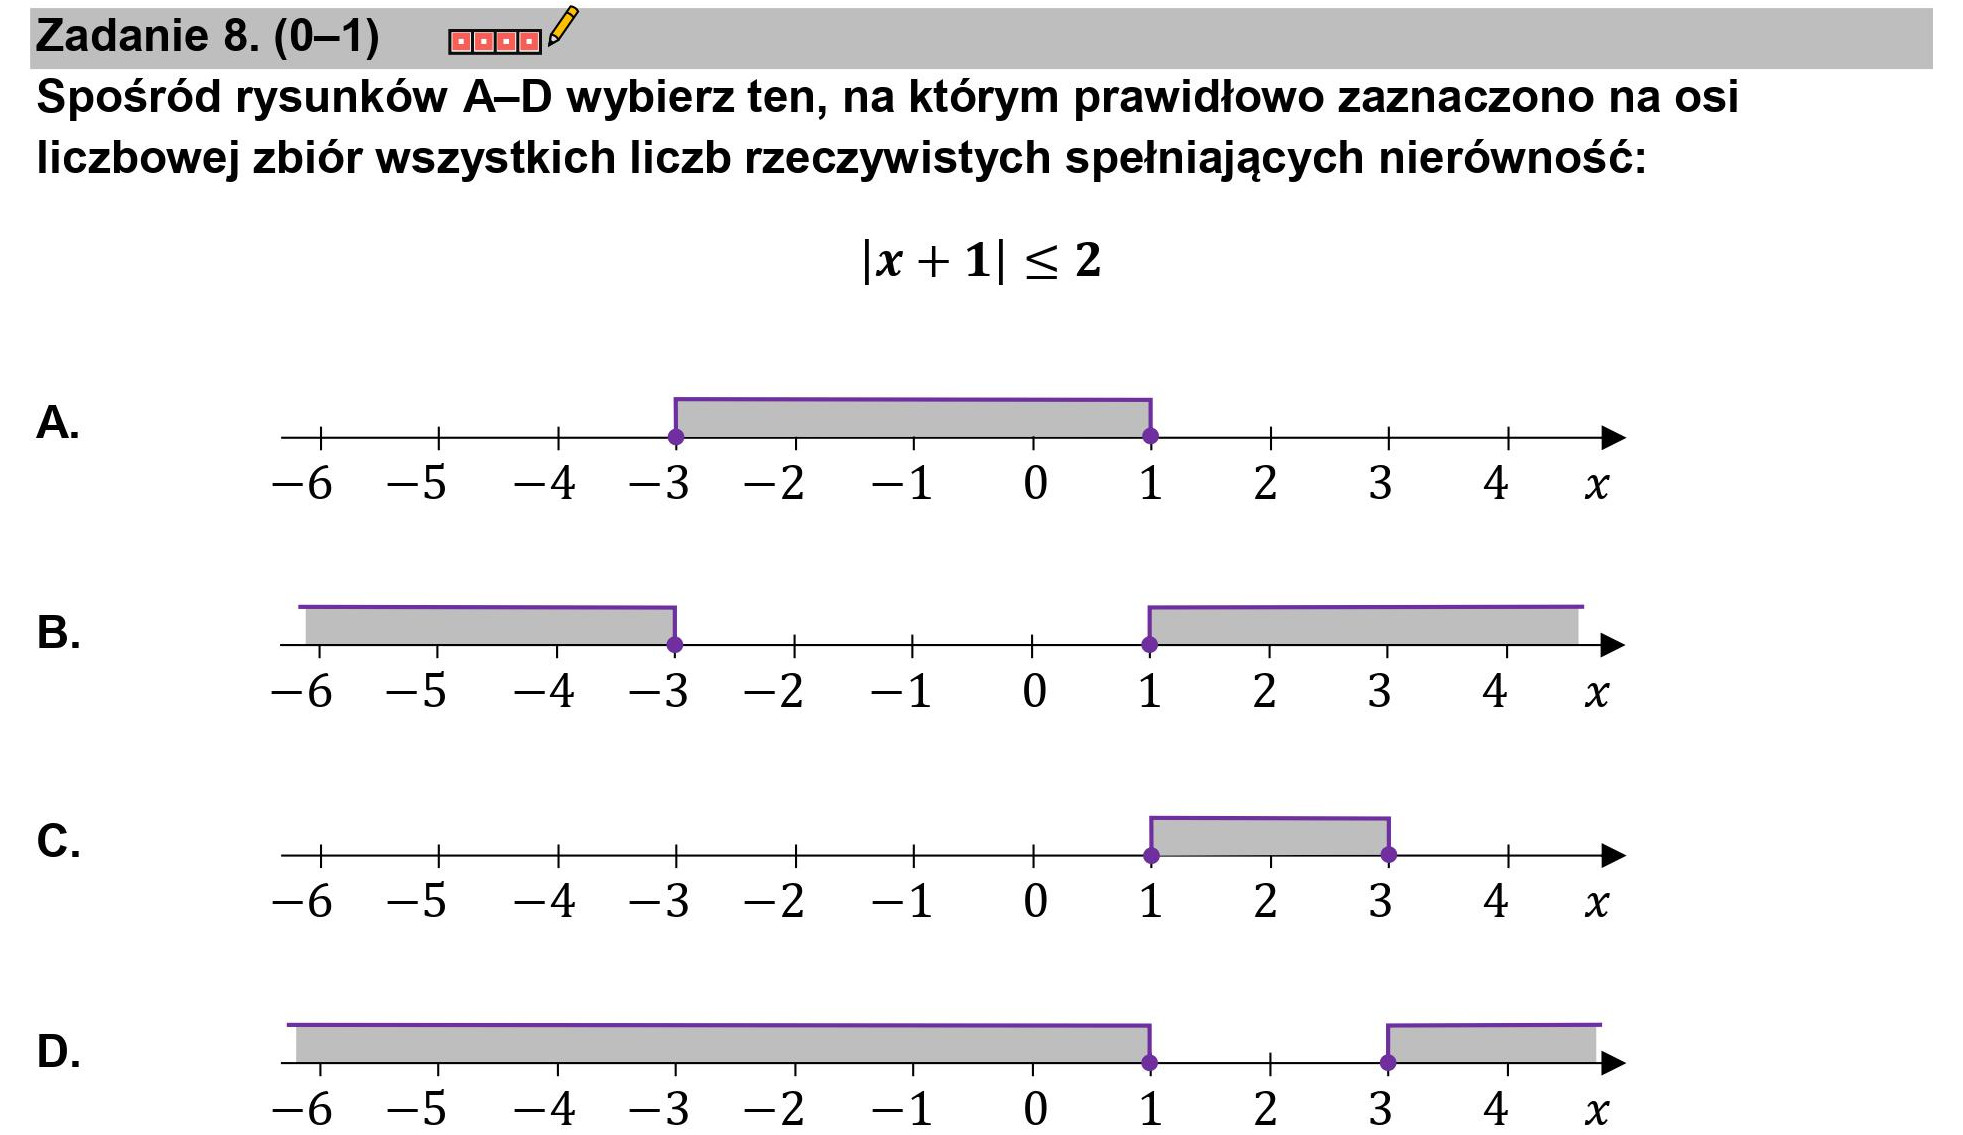 Zadanie 8. (0–1)
Spośród rysunków A–D wybierz ten, na którym prawidłowo zaznaczono na osi
liczbowej zbiór wszystkich liczb rzeczywistych spełniających nierówność:
|x + 1| ≤ 2
A.
−6 −5 −4 −3 −2 −1 0 1 2 3 4 x
B.
−6 −5 −4 −3 −2 −1 0 1 2 3 4 x
C.
−6 −5 −4 −3 −2 −1 0 1 2 3 4 x
D.
−6 −5 −4 −3 −2 −1 0 1 2 3 4 x